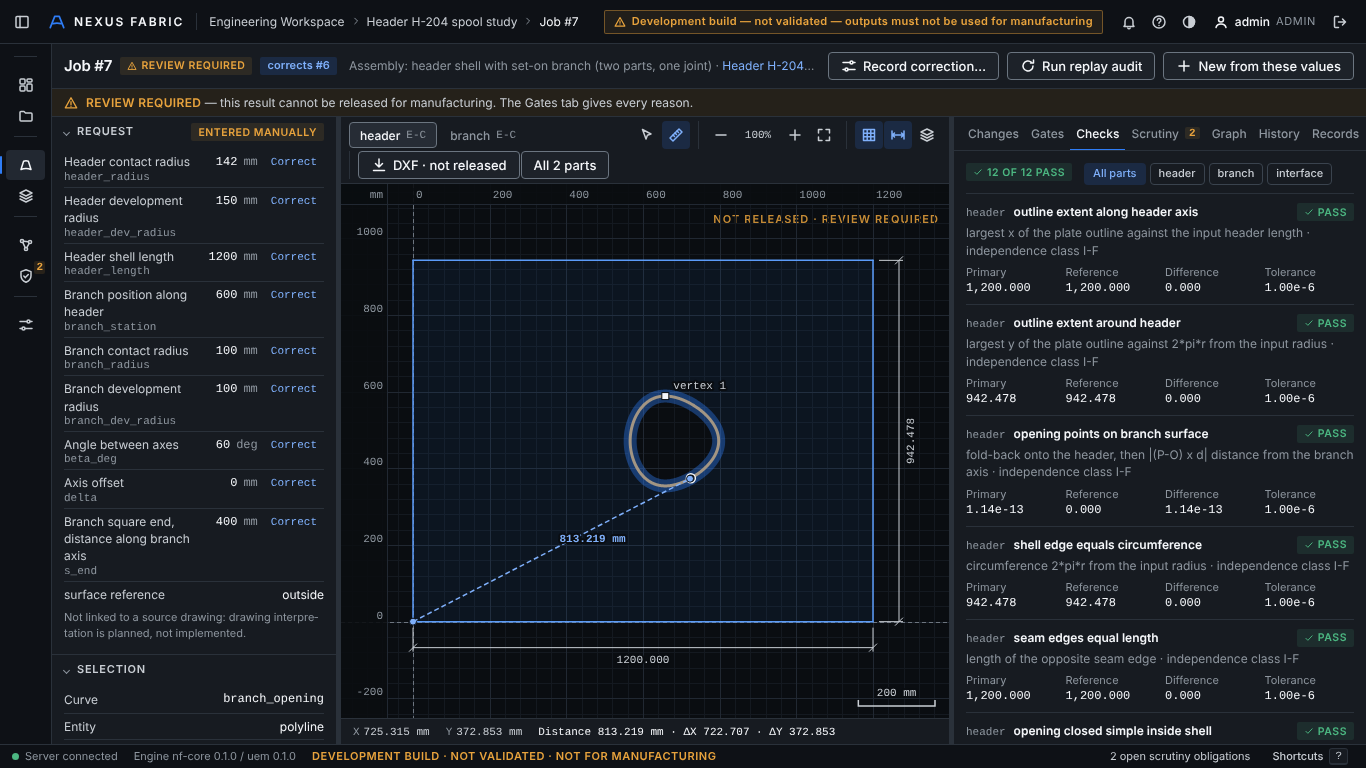 NEXUS FABRIC
Engineering Workspace > Header H-204 spool study > Job #7
Development build — not validated — outputs must not be used for manufacturing
admin ADMIN
Job #7
REVIEW REQUIRED
corrects #6
Assembly: header shell with set-on branch (two parts, one joint) · Header H-204...
Record correction...
Run replay audit
New from these values
REVIEW REQUIRED — this result cannot be released for manufacturing. The Gates tab gives every reason.
REQUEST
ENTERED MANUALLY
Header contact radius 142 mm Correct
header_radius
Header development
radius
150 mm Correct
header_dev_radius
Header shell length 1200 mm Correct
header_length
Branch position along
header
600 mm Correct
branch_station
Branch contact radius 100 mm Correct
branch_radius
Branch development
radius
100 mm Correct
branch_dev_radius
Angle between axes 60 deg Correct
beta_deg
Axis offset 0 mm Correct
delta
Branch square end,
distance along branch
axis
400 mm Correct
s_end
surface reference outside
Not linked to a source drawing: drawing interpre-
tation is planned, not implemented.
SELECTION
Curve branch_opening
Entity polyline
header E-C
branch E-C
100%
DXF · not released
All 2 parts
mm 0 200 400 600 800 1000 1200
NOT RELEASED · REVIEW REQUIRED
1000
800
600
400
200
0
-200
vertex 1
813.219 mm
942.478
1200.000
200 mm
X 725.315 mm Y 372.853 mm Distance 813.219 mm · ΔX 722.707 · ΔY 372.853
Changes Gates Checks Scrutiny 2 Graph History Records
12 OF 12 PASS
All parts
header
branch
interface
header outline extent along header axis PASS
largest x of the plate outline against the input header length ·
independence class I-F
Primary Reference Difference Tolerance
1,200.000 1,200.000 0.000 1.00e-6
header outline extent around header PASS
largest y of the plate outline against 2*pi*r from the input radius ·
independence class I-F
Primary Reference Difference Tolerance
942.478 942.478 0.000 1.00e-6
header opening points on branch surface PASS
fold-back onto the header, then |(P-O) x d| distance from the branch
axis · independence class I-F
Primary Reference Difference Tolerance
1.14e-13 0.000 1.14e-13 1.00e-6
header shell edge equals circumference PASS
circumference 2*pi*r from the input radius · independence class I-F
Primary Reference Difference Tolerance
942.478 942.478 0.000 1.00e-6
header seam edges equal length PASS
length of the opposite seam edge · independence class I-F
Primary Reference Difference Tolerance
1,200.000 1,200.000 0.000 1.00e-6
header opening closed simple inside shell PASS
2
Server connected
Engine nf-core 0.1.0 / uem 0.1.0
DEVELOPMENT BUILD · NOT VALIDATED · NOT FOR MANUFACTURING
2 open scrutiny obligations
Shortcuts ?